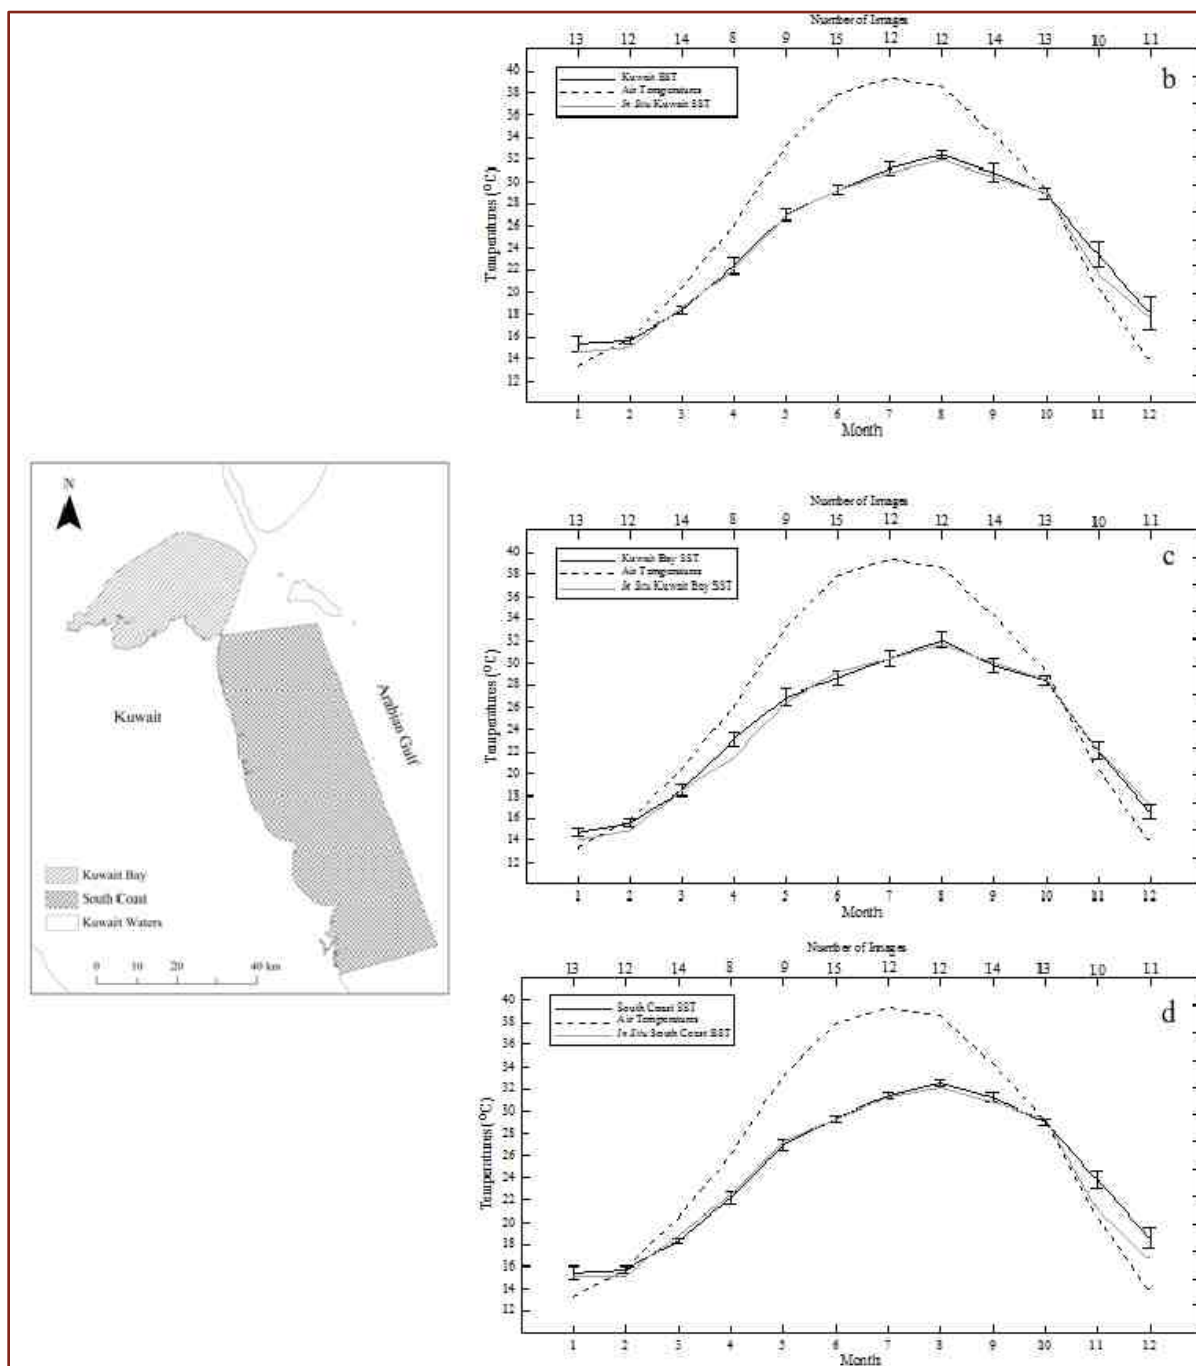 Number of Images
13 12 14 8 9 15 12 12 14 13 10 11
b
Kuwait SST
Air Temperatures
In Situ Kuwait SST
Temperatures (°C)
40
38
36
34
32
30
28
26
24
22
20
18
16
14
12
1 2 3 4 5 6 7 8 9 10 11 12
Month
N
Kuwait
Arabian Gulf
Kuwait Bay
South Coast
Kuwait Waters
0 10 20 40 km
Number of Images
13 12 14 8 9 15 12 12 14 13 10 11
c
Kuwait Bay SST
Air Temperatures
In Situ Kuwait Bay SST
Temperatures (°C)
40
38
36
34
32
30
28
26
24
22
20
18
16
14
12
1 2 3 4 5 6 7 8 9 10 11 12
Month
Number of Images
13 12 14 8 9 15 12 12 14 13 10 11
d
South Coast SST
Air Temperatures
In Situ South Coast SST
Temperatures (°C)
40
38
36
34
32
30
28
26
24
22
20
18
16
14
12
1 2 3 4 5 6 7 8 9 10 11 12
Month